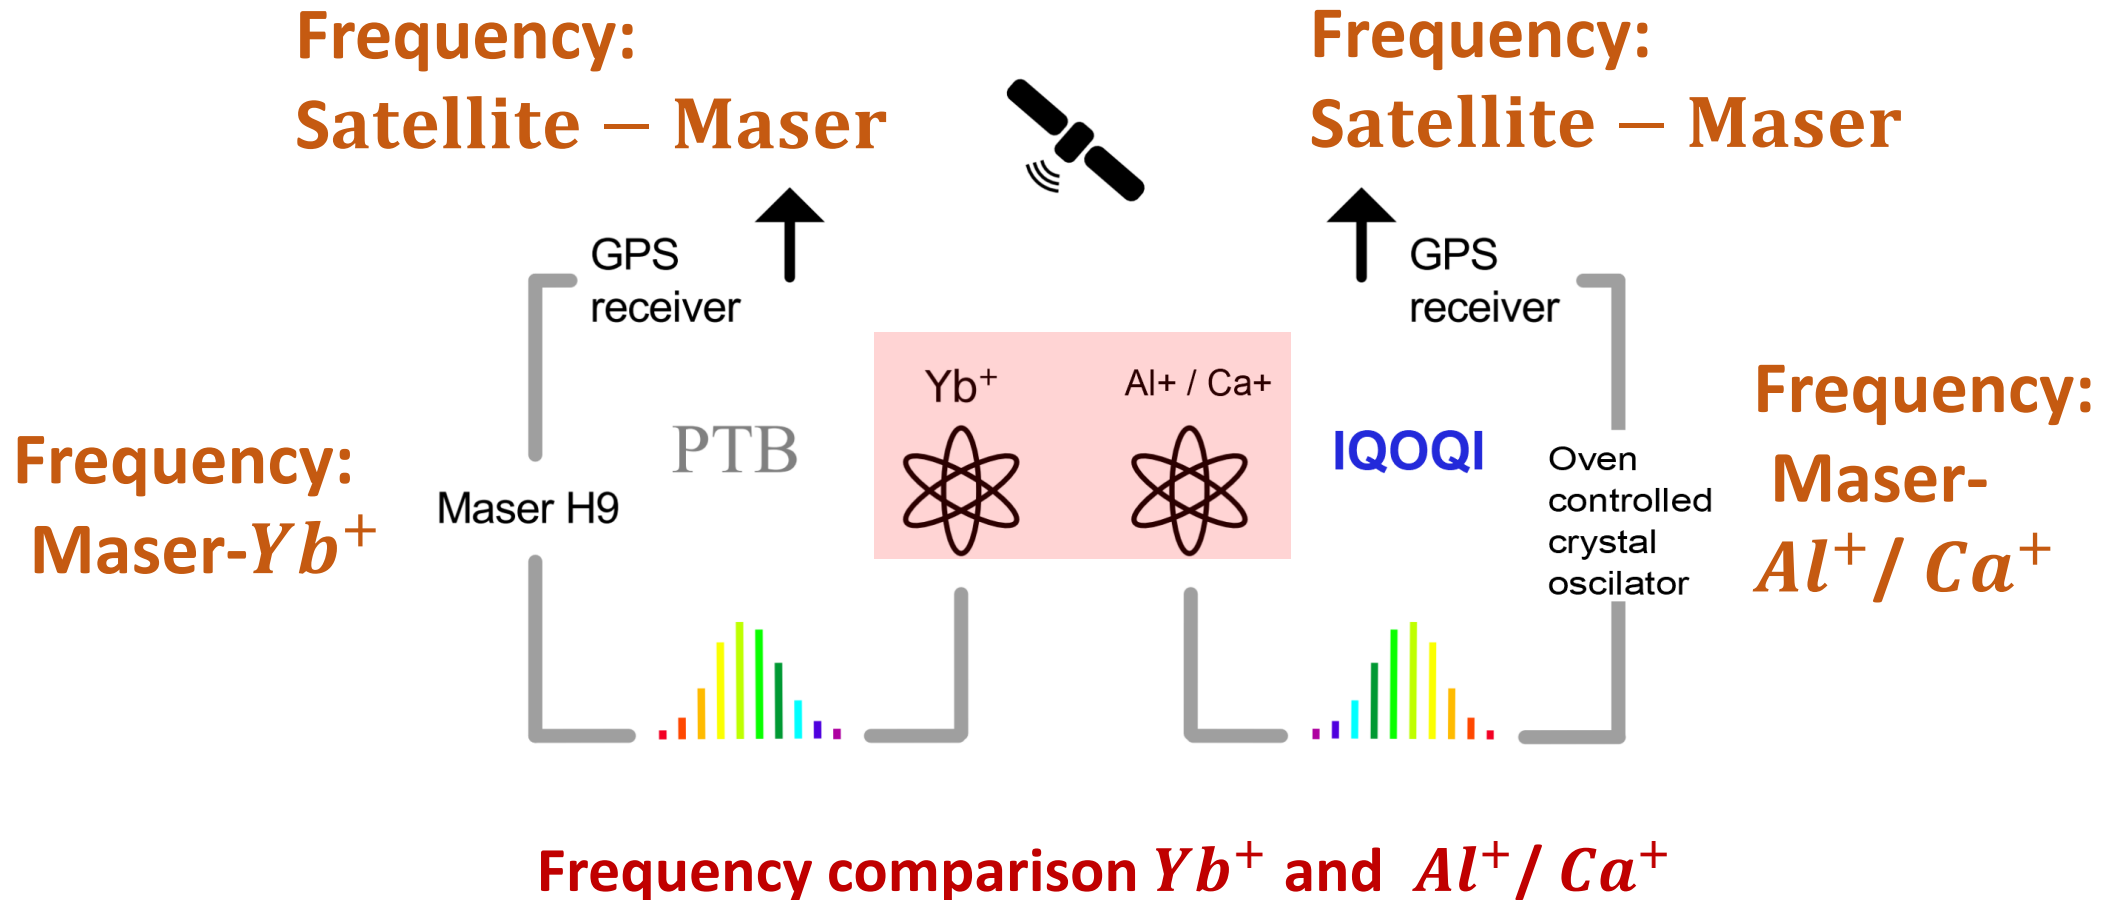 Frequency:
Satellite − Maser
Frequency:
Satellite − Maser
GPS
receiver
GPS
receiver
Yb⁺
Al+ / Ca+
Frequency:
Maser-Yb⁺
Maser H9
PTB
IQOQI
Oven
controlled
crystal
oscilator
Frequency:
Maser-
Al⁺/ Ca⁺
Frequency comparison Yb⁺ and Al⁺/ Ca⁺